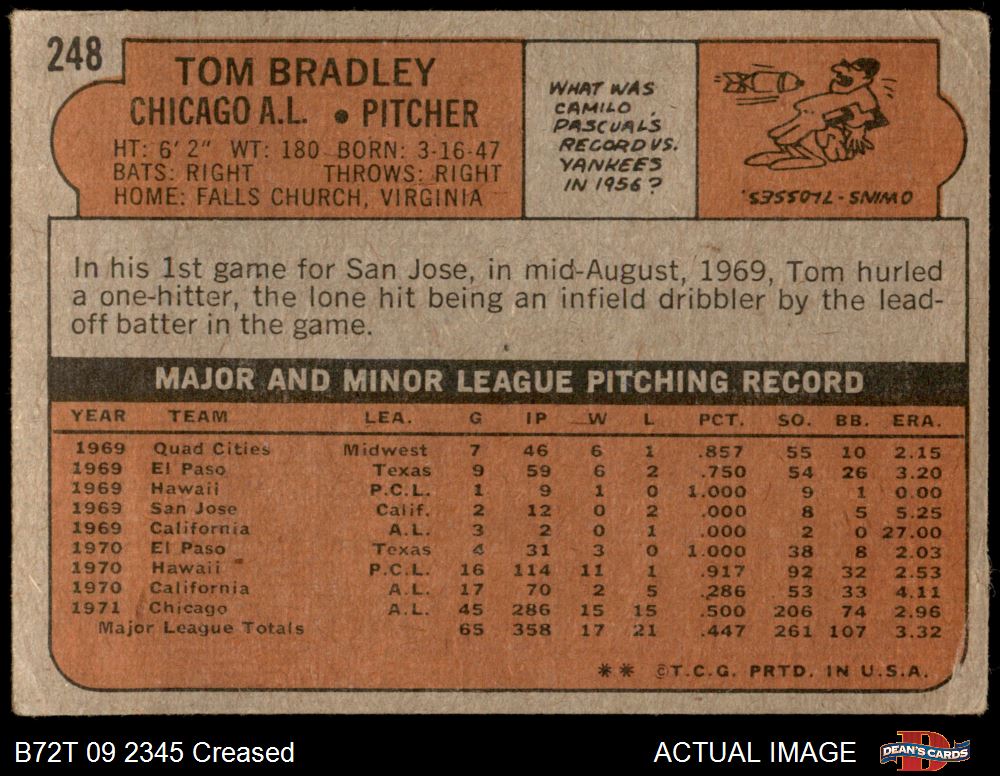 248
TOM BRADLEY
CHICAGO A.L. • PITCHER
HT: 6' 2" WT: 180 BORN: 3-16-47
BATS: RIGHT THROWS: RIGHT
HOME: FALLS CHURCH, VIRGINIA
WHAT WAS
CAMILO
PASCUAL'S
RECORD VS.
YANKEES
IN 1956?
0WINS-7LOSSES.
In his 1st game for San Jose, in mid-August, 1969, Tom hurled
a one-hitter, the lone hit being an infield dribbler by the lead-
off batter in the game.
MAJOR AND MINOR LEAGUE PITCHING RECORD
YEAR TEAM LEA. G IP W L PCT. SO. BB. ERA.
1969 Quad Cities Midwest 7 46 6 1 .857 55 10 2.15
1969 El Paso Texas 9 59 6 2 .750 54 26 3.20
1969 Hawaii P.C.L. 1 9 1 0 1.000 9 1 0.00
1969 San Jose Calif. 2 12 0 2 .000 8 5 5.25
1969 California A.L. 3 2 0 1 .000 2 0 27.00
1970 El Paso Texas 4 31 3 0 1.000 38 8 2.03
1970 Hawaii P.C.L. 16 114 11 1 .917 92 32 2.53
1970 California A.L. 17 70 2 5 .286 53 33 4.11
1971 Chicago A.L. 45 286 15 15 .500 206 74 2.96
Major League Totals 65 358 17 21 .447 261 107 3.32
** ©T.C.G. PRTD. IN U.S.A.
B72T 09 2345 Creased
ACTUAL IMAGE
D
DEAN'S CARDS